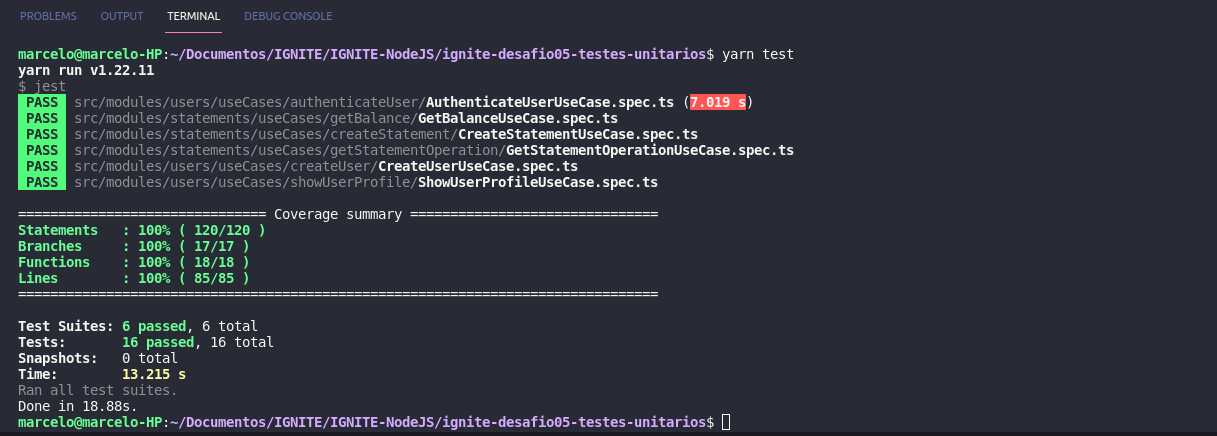 PROBLEMS OUTPUT TERMINAL DEBUG CONSOLE
marcelo@marcelo-HP:~/Documentos/IGNITE/IGNITE-NodeJS/ignite-desafio05-testes-unitarios$ yarn test
yarn run v1.22.11
$ jest
PASS src/modules/users/useCases/authenticateUser/AuthenticateUserUseCase.spec.ts (7.019 s)
PASS src/modules/statements/useCases/getBalance/GetBalanceUseCase.spec.ts
PASS src/modules/statements/useCases/createStatement/CreateStatementUseCase.spec.ts
PASS src/modules/statements/useCases/getStatementOperation/GetStatementOperationUseCase.spec.ts
PASS src/modules/users/useCases/createUser/CreateUserUseCase.spec.ts
PASS src/modules/users/useCases/showUserProfile/ShowUserProfileUseCase.spec.ts
=============================== Coverage summary ===============================
Statements   : 100% ( 120/120 )
Branches     : 100% ( 17/17 )
Functions    : 100% ( 18/18 )
Lines        : 100% ( 85/85 )
================================================================================
Test Suites: 6 passed, 6 total
Tests:       16 passed, 16 total
Snapshots:   0 total
Time:        13.215 s
Ran all test suites.
Done in 18.88s.
marcelo@marcelo-HP:~/Documentos/IGNITE/IGNITE-NodeJS/ignite-desafio05-testes-unitarios$